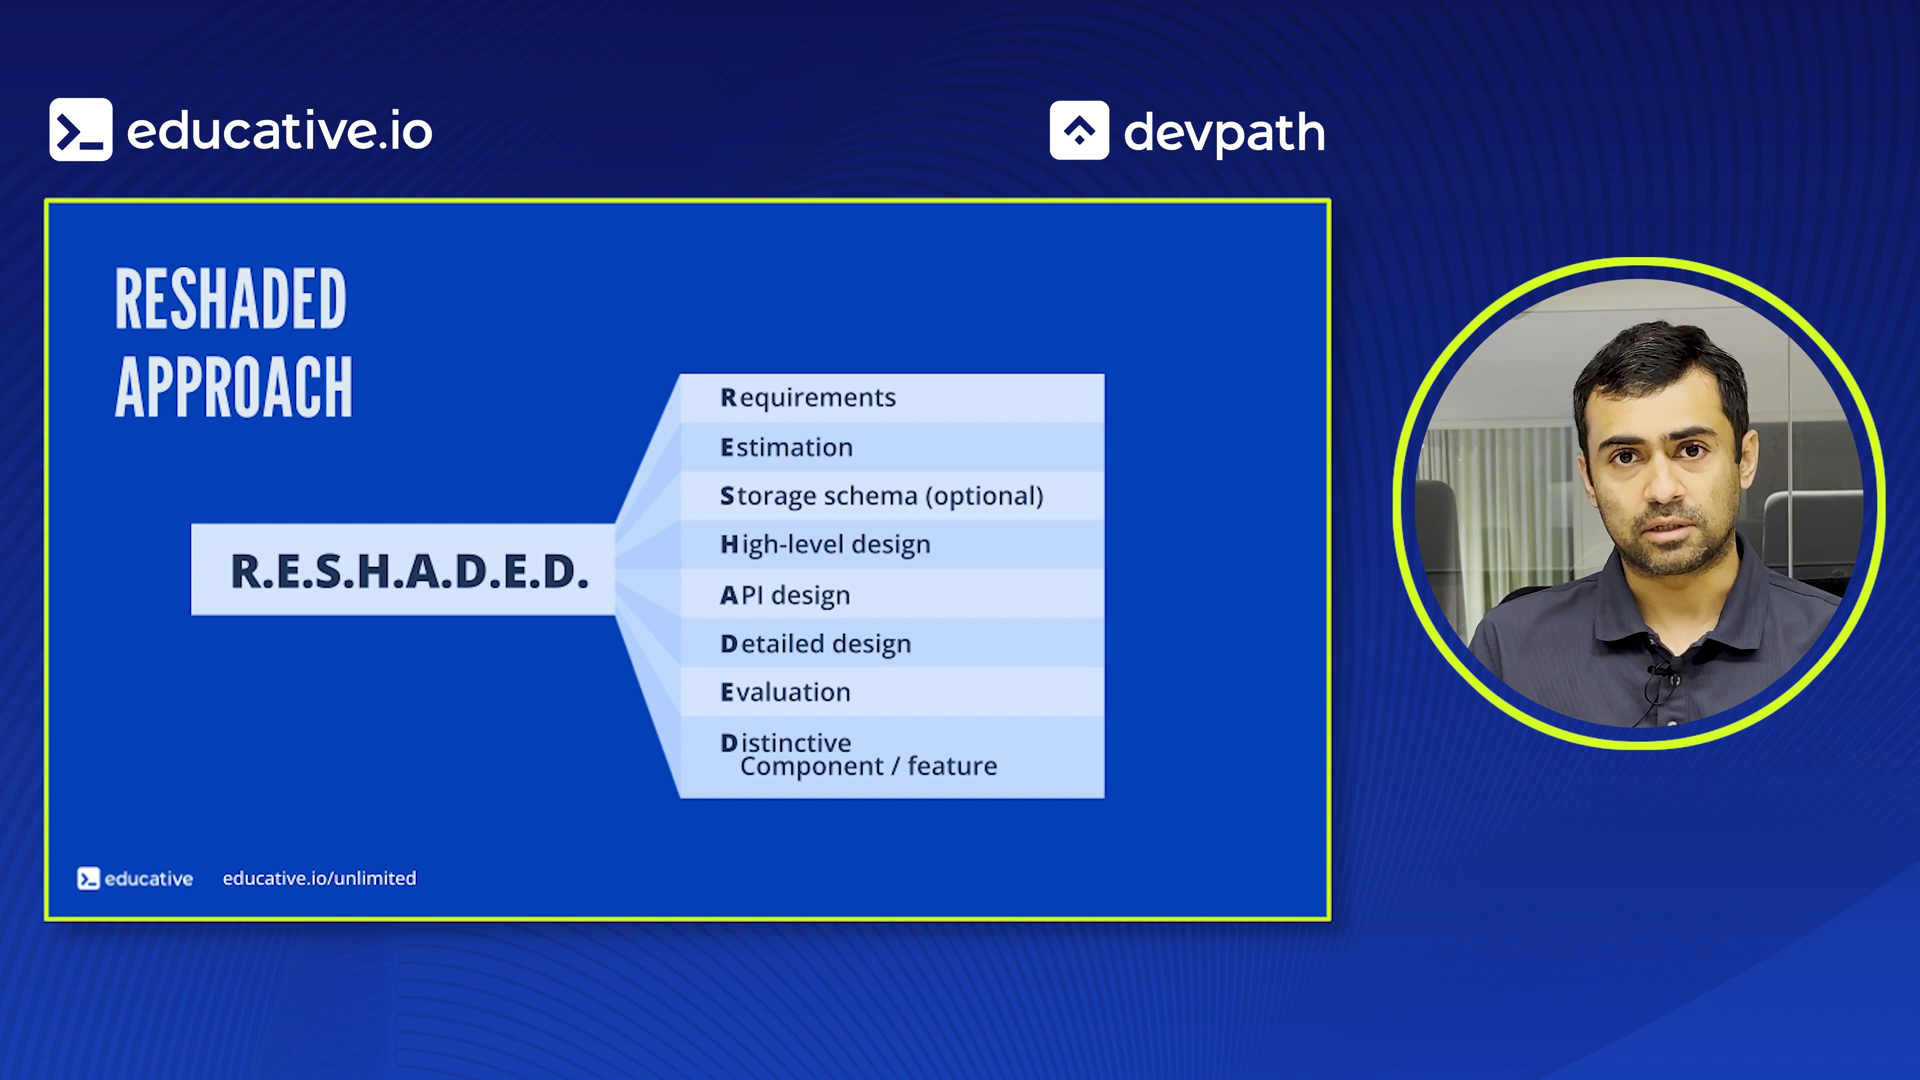 educative.io
devpath
RESHADED
APPROACH
R.E.S.H.A.D.E.D.
Requirements
Estimation
Storage schema (optional)
High-level design
API design
Detailed design
Evaluation
Distinctive
Component / feature
educative
educative.io/unlimited